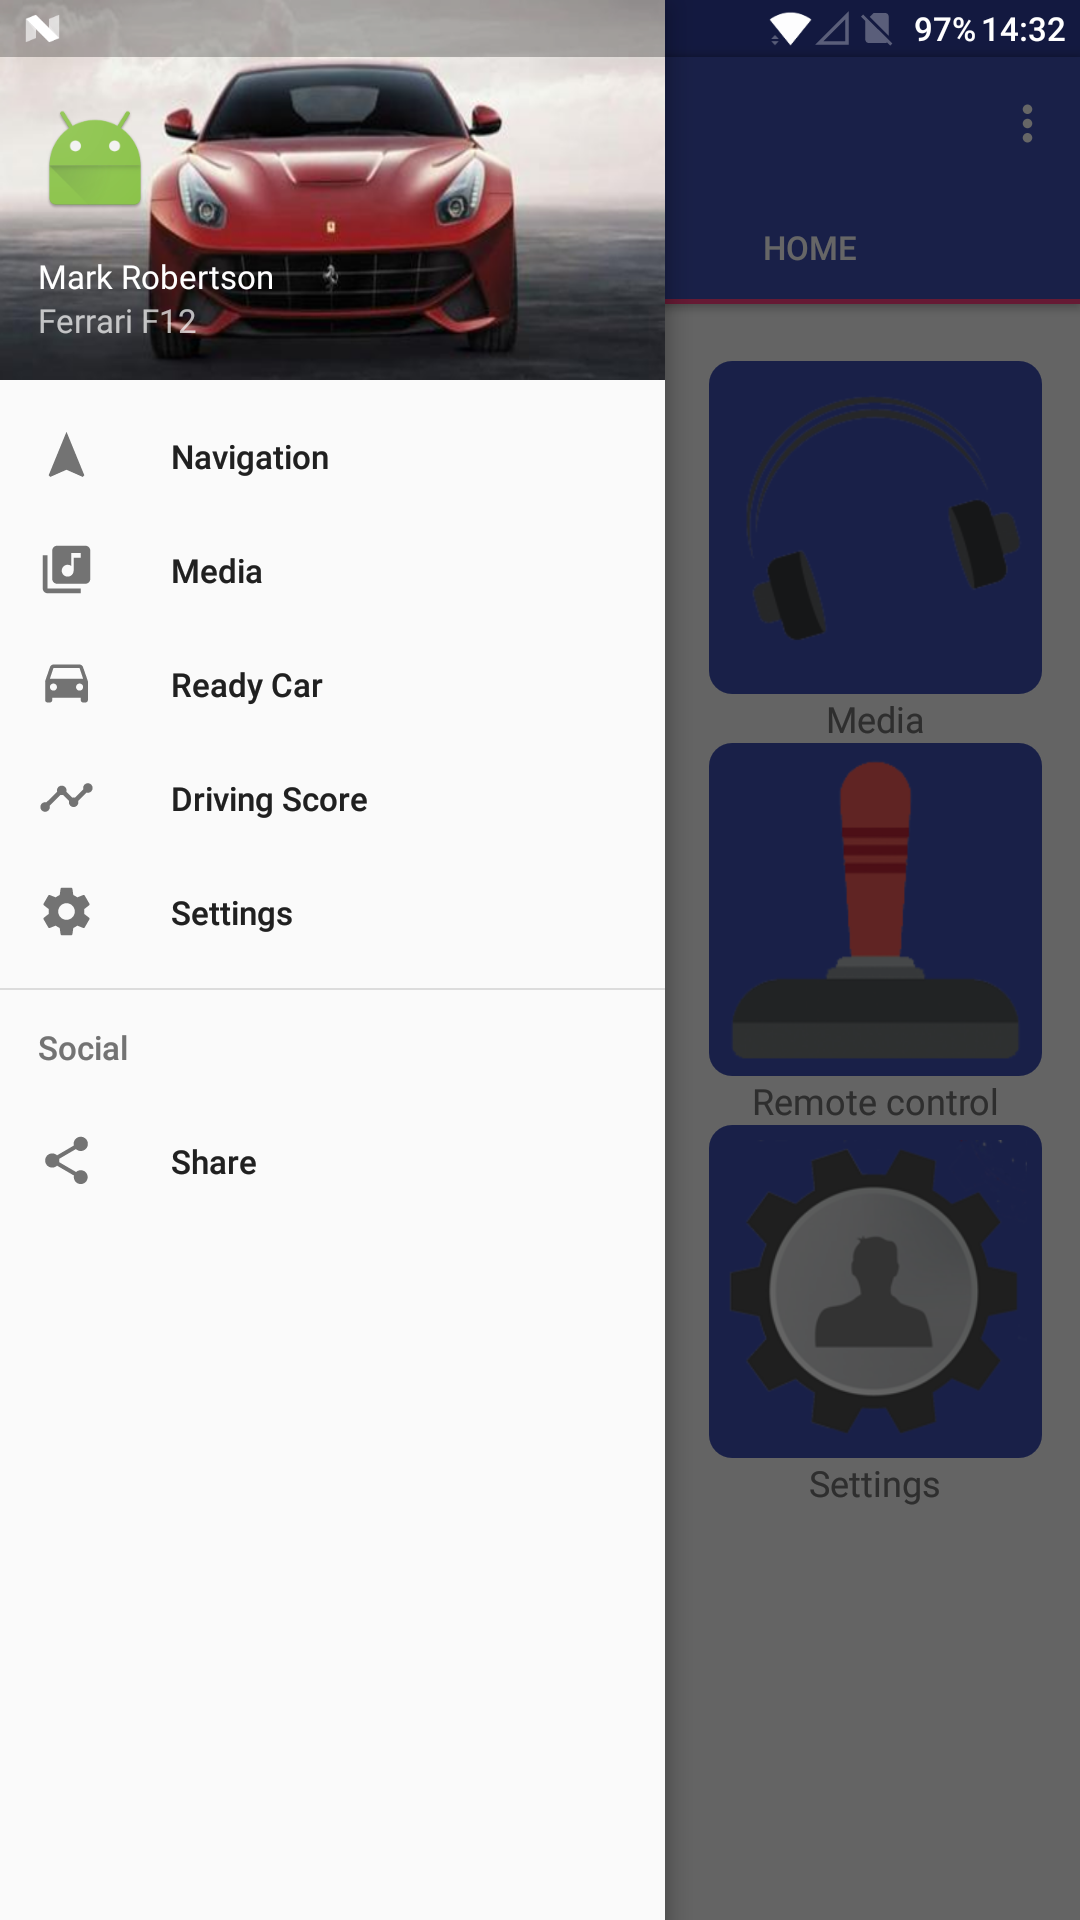 97% 14:32
Mark Robertson
Ferrari F12
Navigation
Media
Ready Car
Driving Score
Settings
Social
Share
HOME
Media
Remote control
Settings